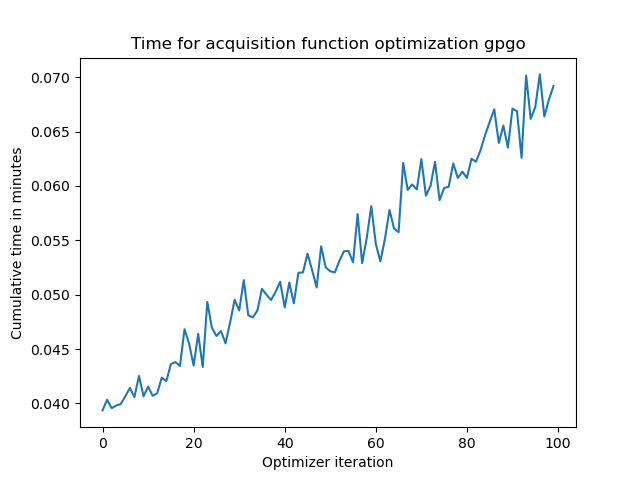 Time for acquisition function optimization gpgo
Cumulative time in minutes
0.070
0.065
0.060
0.055
0.050
0.045
0.040
0 20 40 60 80 100
Optimizer iteration